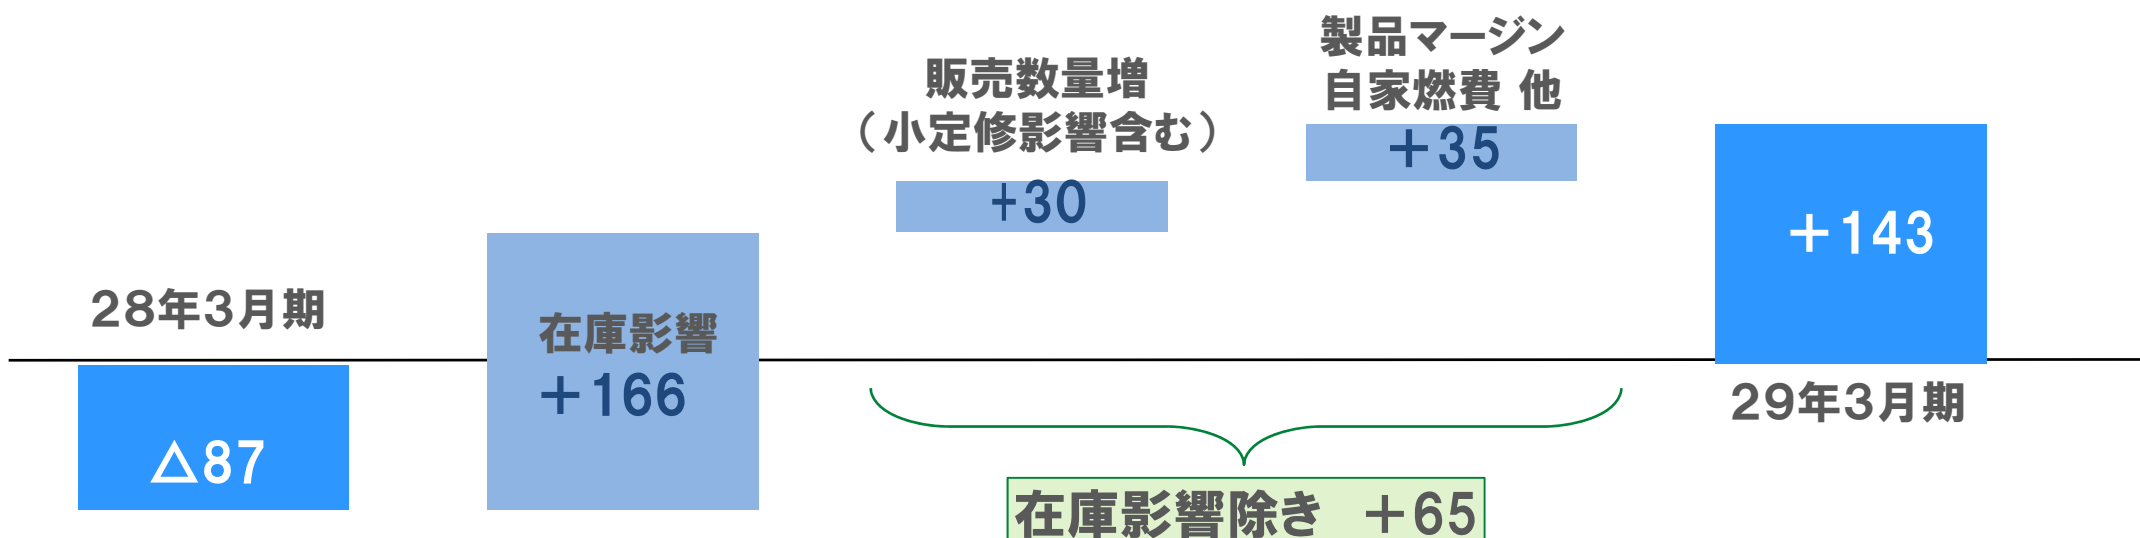 28年3月期
△87
在庫影響
+166
販売数量増
（小定修影響含む）
+30
製品マージン
自家燃費 他
+35
+143
29年3月期
在庫影響除き +65